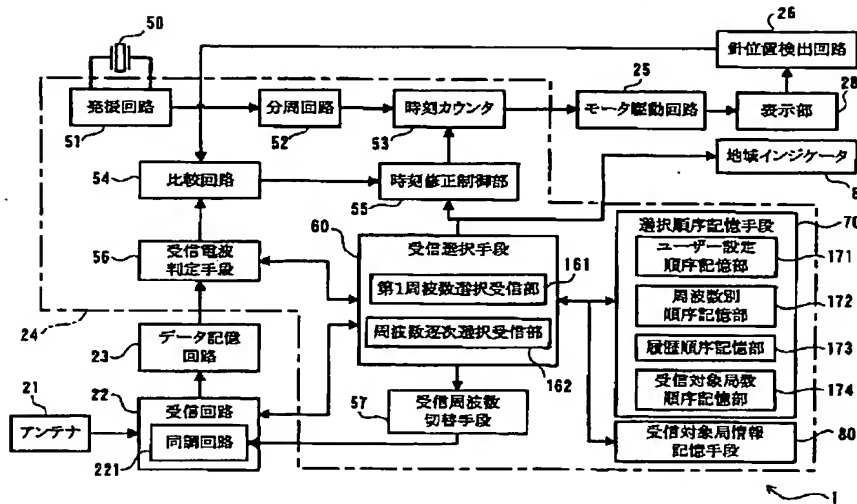 50
26
針位置検出回路
25
発振回路
分周回路
時刻カウンタ
モータ駆動回路
表示部
28
51
52
53
地域インジケータ
54
比較回路
時刻修正制御部
55
8
60
受信選択手段
選択順序記憶手段
70
ユーザー設定
順序記憶部
171
56
受信電波
判定手段
第1周波数選択受信部
161
周波数別
順序記憶部
172
24
周波数逐次選択受信部
162
履歴順序記憶部
173
23
データ記憶
回路
受信対象局数
順序記憶部
174
21
22
受信回路
57
受信周波数
切替手段
アンテナ
同調回路
221
受信対象局情報
記憶手段
80
1